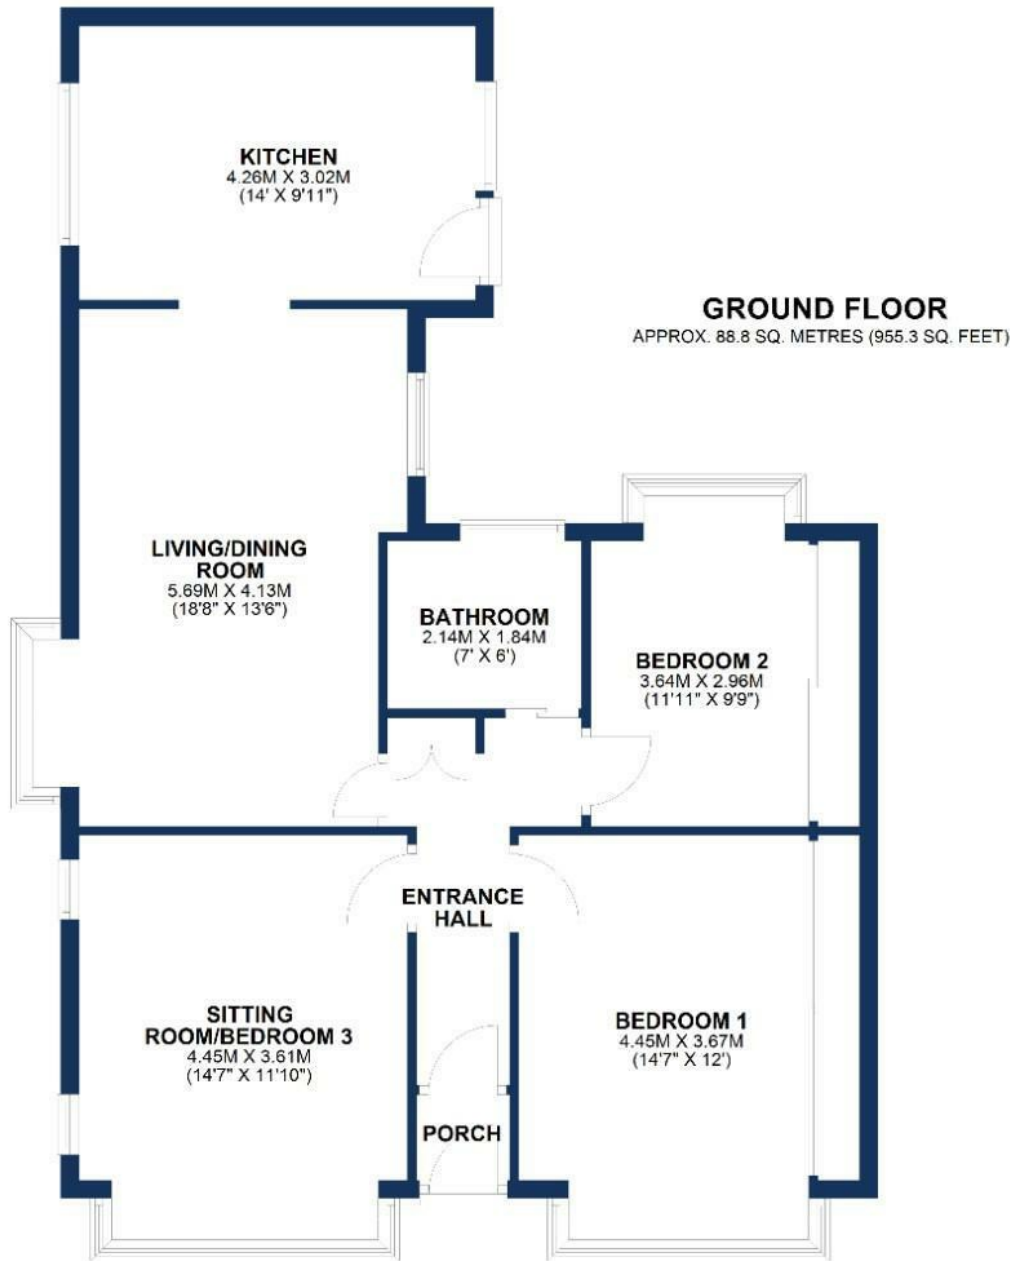 KITCHEN
4.26M X 3.02M
(14' X 9'11")
GROUND FLOOR
APPROX. 88.8 SQ. METRES (955.3 SQ. FEET)
LIVING/DINING
ROOM
5.69M X 4.13M
(18'8" X 13'6")
BATHROOM
2.14M X 1.84M
(7' X 6')
BEDROOM 2
3.64M X 2.96M
(11'11" X 9'9")
ENTRANCE
HALL
SITTING
ROOM/BEDROOM 3
4.45M X 3.61M
(14'7" X 11'10")
BEDROOM 1
4.45M X 3.67M
(14'7" X 12')
PORCH